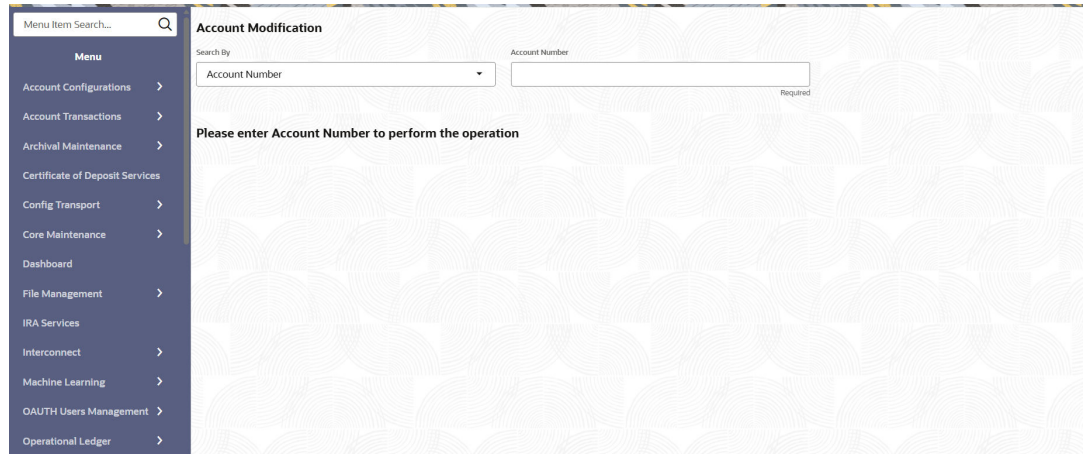 Menu Item Search...
Menu
Account Configurations
Account Transactions
Archival Maintenance
Certificate of Deposit Services
Config Transport
Core Maintenance
Dashboard
File Management
IRA Services
Interconnect
Machine Learning
OAUTH Users Management
Operational Ledger
Account Modification
Search By
Account Number
Account Number
Required
Please enter Account Number to perform the operation